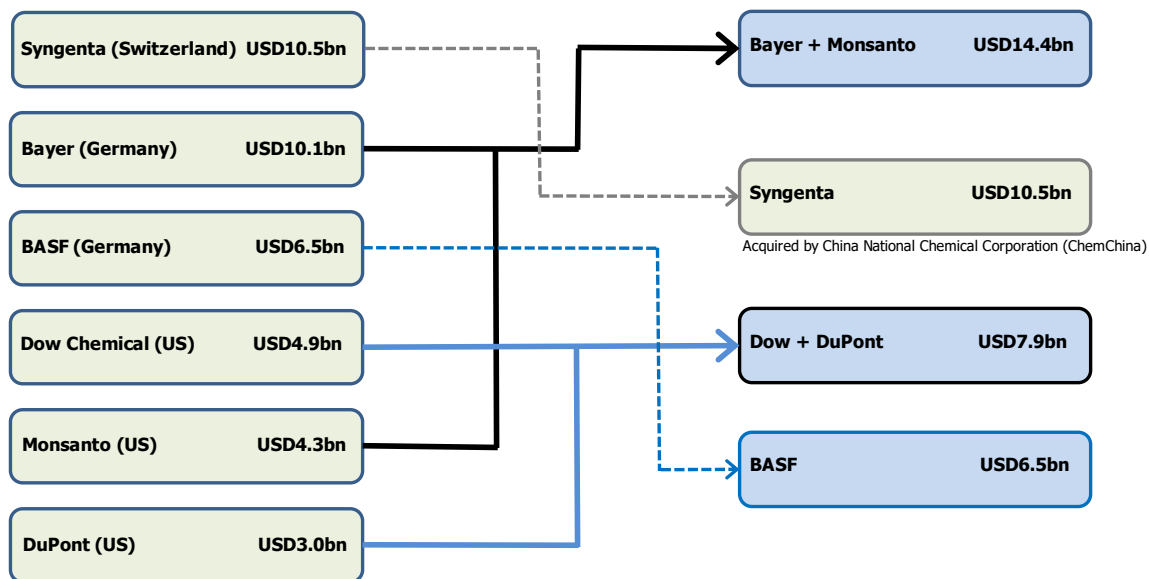 Syngenta (Switzerland) USD10.5bn
Bayer (Germany) USD10.1bn
BASF (Germany) USD6.5bn
Dow Chemical (US) USD4.9bn
Monsanto (US) USD4.3bn
DuPont (US) USD3.0bn
Bayer + Monsanto USD14.4bn
Syngenta USD10.5bn
Acquired by China National Chemical Corporation (ChemChina)
Dow + DuPont USD7.9bn
BASF USD6.5bn